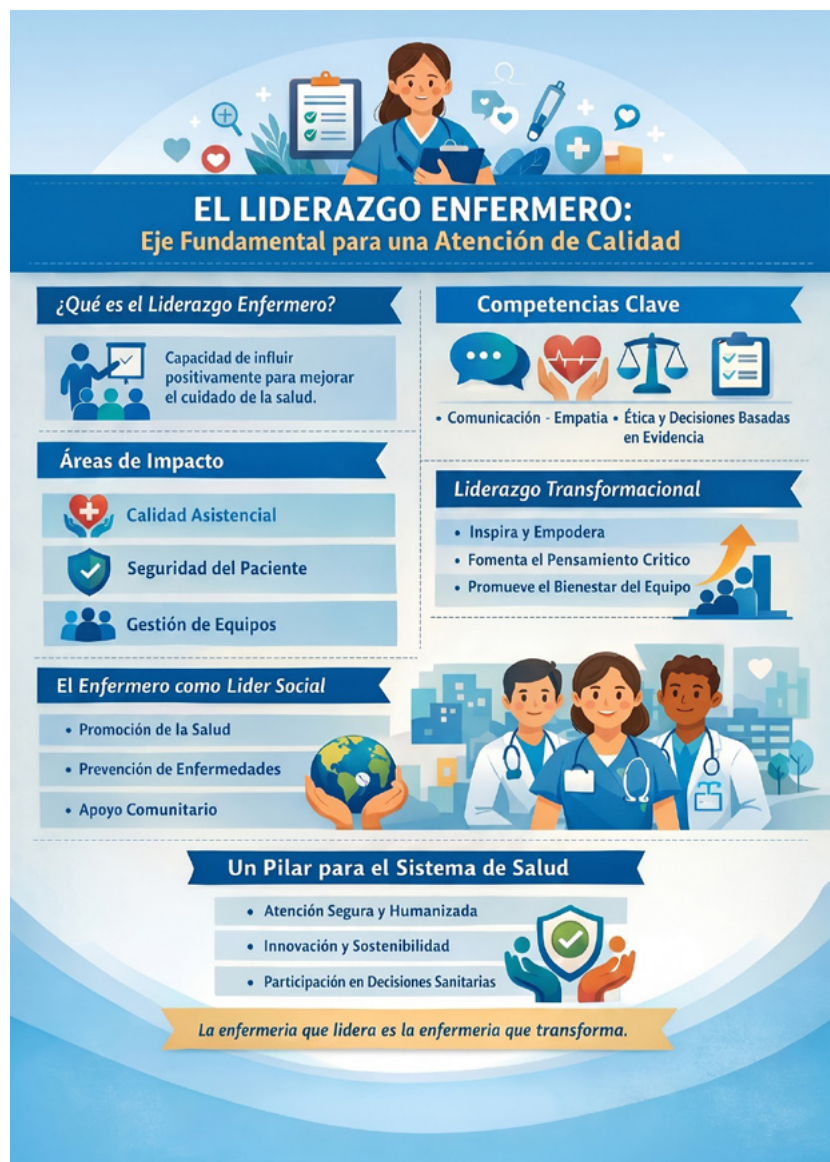 EL LIDERAZGO ENFERMERO:
Eje Fundamental para una Atención de Calidad
¿Qué es el Liderazgo Enfermero?
Capacidad de influir
positivamente para mejorar
el cuidado de la salud.
Áreas de Impacto
Calidad Asistencial
Seguridad del Paciente
Gestión de Equipos
Competencias Clave
• Comunicación - Empatia • Ética y Decisiones Basadas
en Evidencia
Liderazgo Transformacional
• Inspira y Empodera
• Fomenta el Pensamiento Critico
• Promueve el Bienestar del Equipo
El Enfermero como Lider Social
• Promoción de la Salud
• Prevención de Enfermedades
• Apoyo Comunitario
Un Pilar para el Sistema de Salud
• Atención Segura y Humanizada
• Innovación y Sostenibilidad
• Participación en Decisiones Sanitarias
La enfermeria que lidera es la enfermeria que transforma.